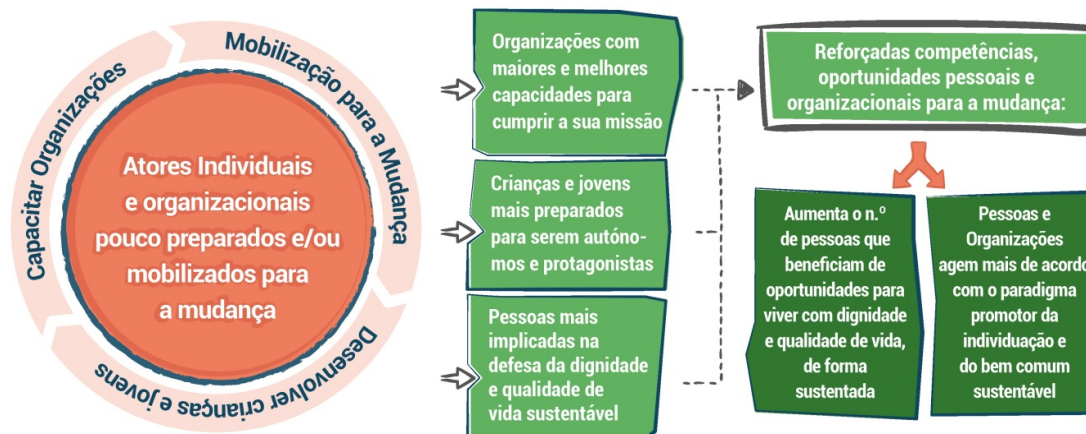 Capacitar Organizações
Mobilização para a Mudança
Desenvolver crianças e jovens
Atores Individuais
e organizacionais
pouco preparados e/ou
mobilizados para
a mudança
Organizações com
maiores e melhores
capacidades para
cumprir a sua missão
Crianças e jovens
mais preparados
para serem autóno-
mos e protagonistas
Pessoas mais
implicadas na
defesa da dignidade
e qualidade de
vida sustentável
Reforçadas competências,
oportunidades pessoais e
organizacionais para a mudança:
Aumenta o n.º
de pessoas que
beneficiam de
oportunidades para
viver com dignidade
e qualidade de vida,
de forma
sustentada
Pessoas e
Organizações
agem mais de acordo
com o paradigma
promotor da
individuação e
do bem comum
sustentável